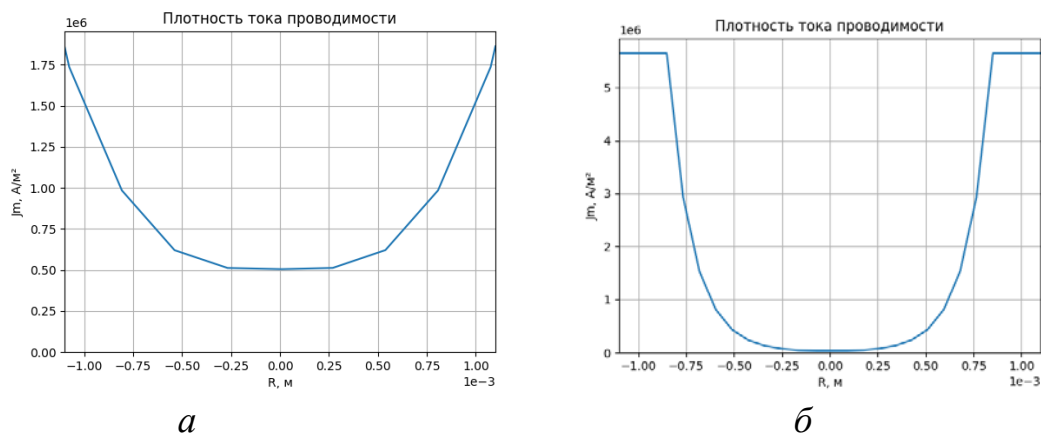 Плотность тока проводимости
1e6
1.75
1.50
1.25
1.00
0.75
0.50
0.25
0.00
Jm, А/м²
−1.00 −0.75 −0.50 −0.25 0.00 0.25 0.50 0.75 1.00
R, м
1e−3
а
Плотность тока проводимости
1e6
5
4
3
2
1
0
Jm, А/м²
−1.00 −0.75 −0.50 −0.25 0.00 0.25 0.50 0.75 1.00
R, м
1e−3
б